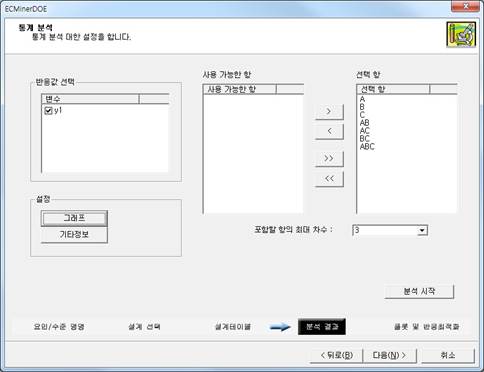 ECMinerDOE
통계 분석
통계 분석 대한 설정을 합니다.
반응값 선택
변수
y1
설정
그래프
기타정보
사용 가능한 항
사용 가능한 항
>
<
>>
<<
선택 항
선택 항
A
B
C
AB
AC
BC
ABC
포함할 항의 최대 차수 :
3
분석 시작
요인/수준 명명
설계 선택
설계테이블
분석 결과
플롯 및 반응최적화
< 뒤로(B)
다음(N) >
취소